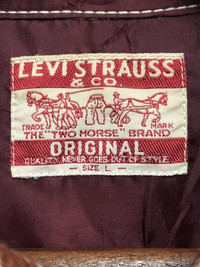 LEVI STRAUSS
& CO.
TRADE MARK
THE "TWO HORSE" BRAND
ORIGINAL
QUALITY NEVER GOES OUT OF STYLE.
— SIZE L —